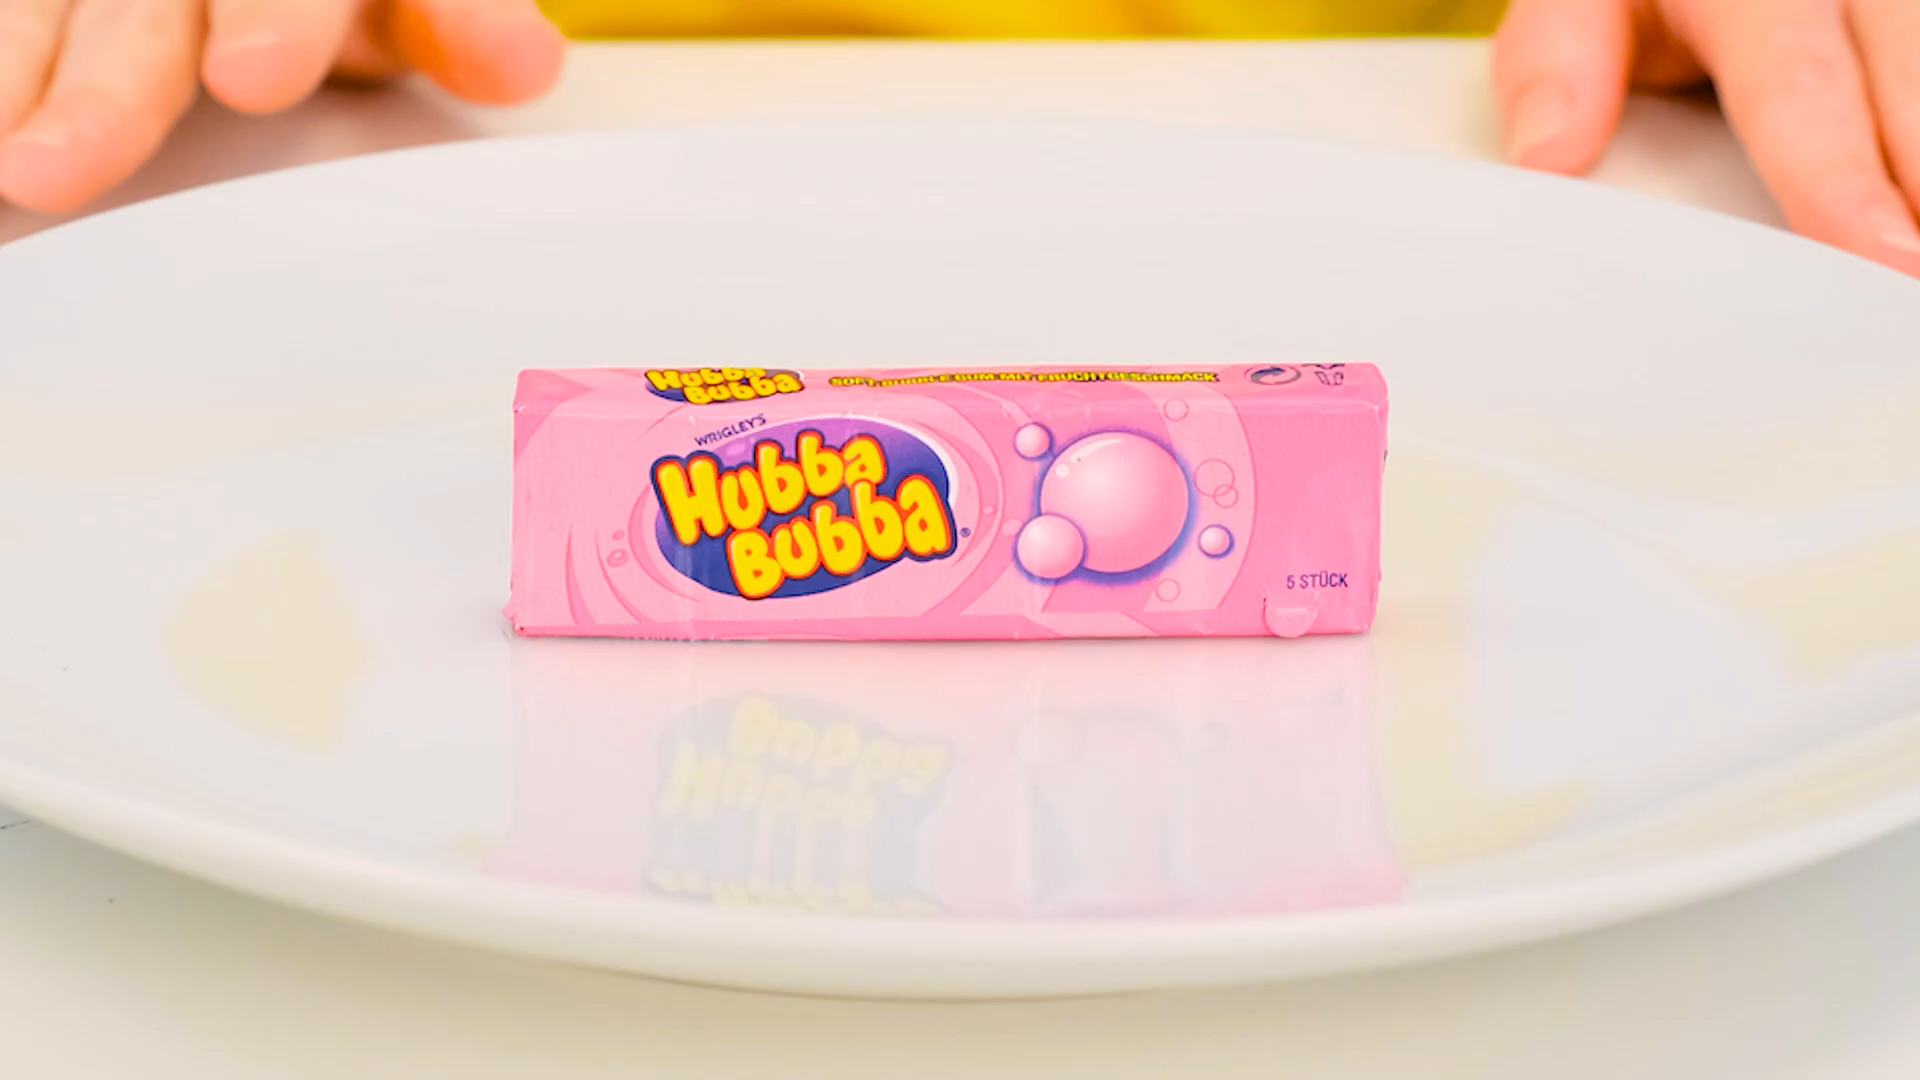 Hubba
Bubba
SOFT-BUBBLE-GUM MIT FRUCHTGESCHMACK
WRIGLEY'S
Hubba
Bubba®
5 STÜCK